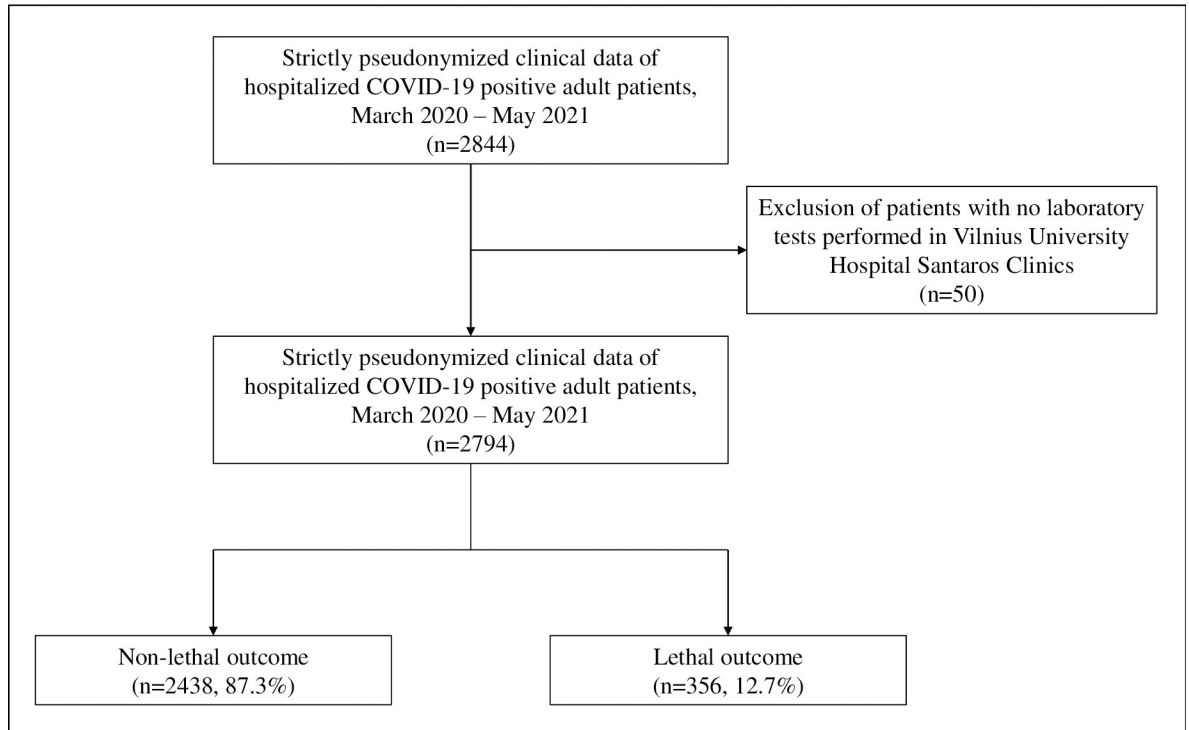 Strictly pseudonymized clinical data of
hospitalized COVID-19 positive adult patients,
March 2020 – May 2021
(n=2844)
Exclusion of patients with no laboratory
tests performed in Vilnius University
Hospital Santaros Clinics
(n=50)
Strictly pseudonymized clinical data of
hospitalized COVID-19 positive adult patients,
March 2020 – May 2021
(n=2794)
Non-lethal outcome
(n=2438, 87.3%)
Lethal outcome
(n=356, 12.7%)